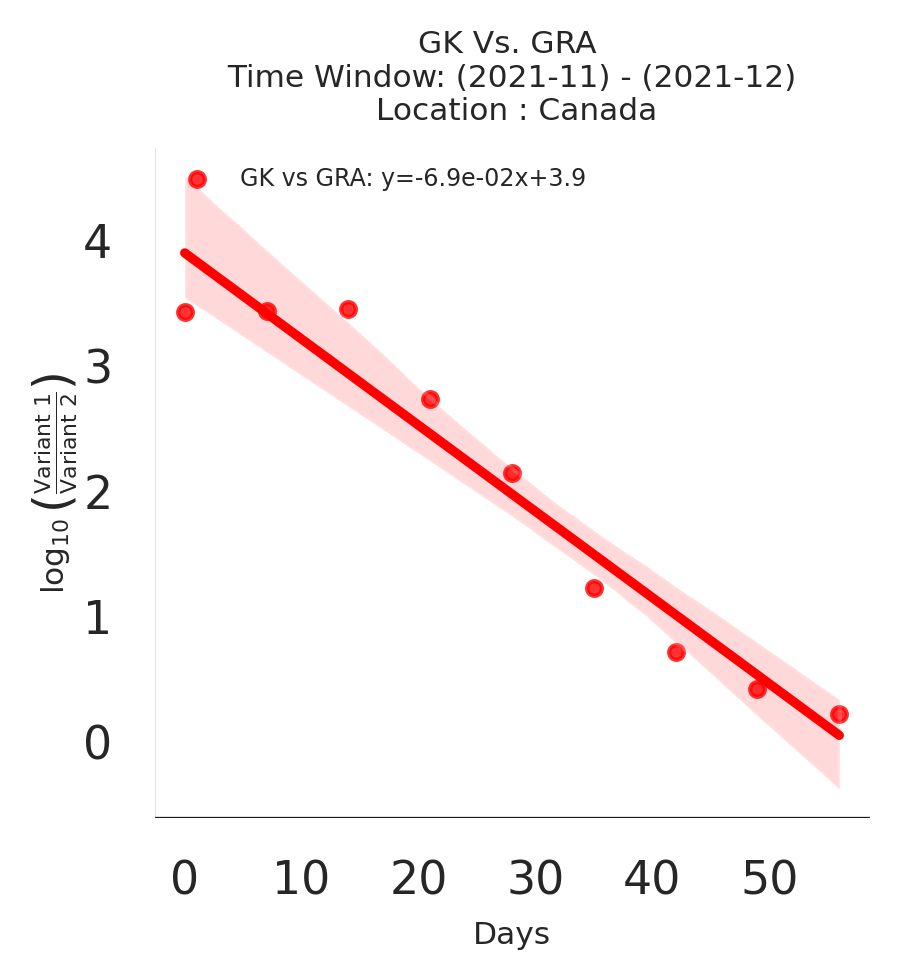 GK Vs. GRA
Time Window: (2021-11) - (2021-12)
Location : Canada
GK vs GRA: y=-6.9e-02x+3.9
4
3
2
1
0
log10 (Variant 1 / Variant 2)
0 10 20 30 40 50
Days